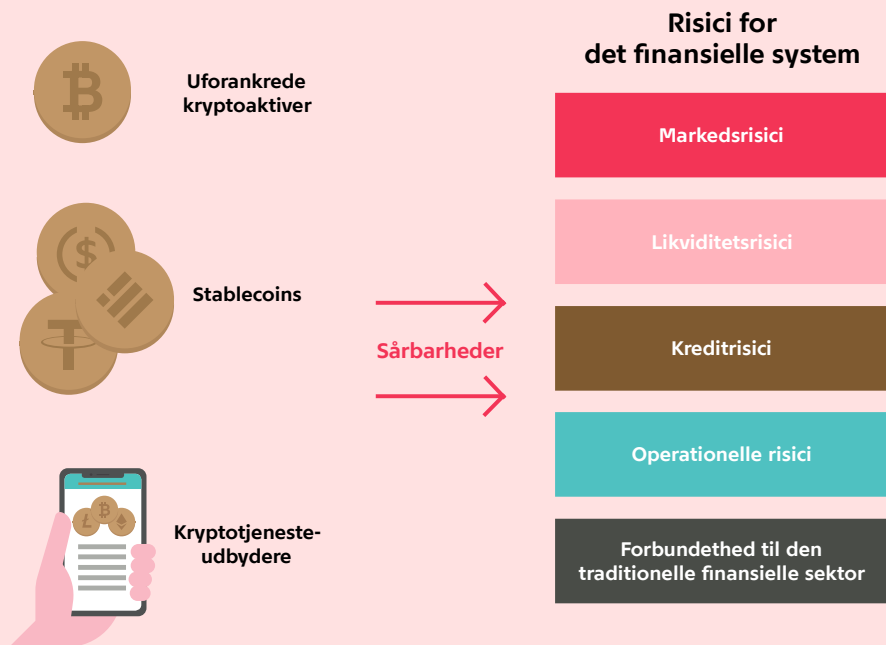 Risici for
det finansielle system
Uforankrede
kryptoaktiver
Stablecoins
Kryptotjeneste-
udbydere
Sårbarheder
Markedsrisici
Likviditetsrisici
Kreditrisici
Operationelle risici
Forbundethed til den
traditionelle finansielle sektor